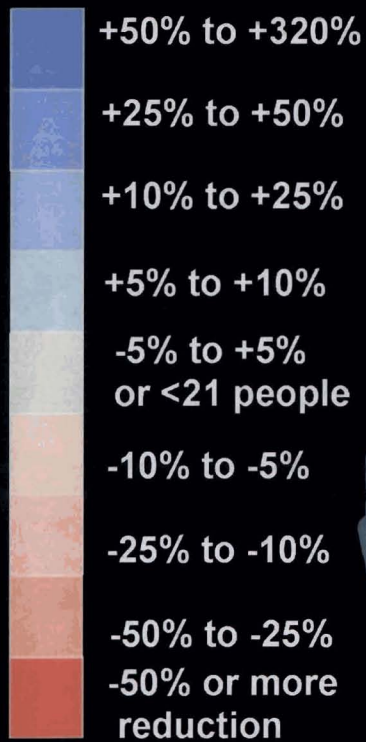 +50% to +320%
+25% to +50%
+10% to +25%
+5% to +10%
-5% to +5%
or <21 people
-10% to -5%
-25% to -10%
-50% to -25%
-50% or more
reduction